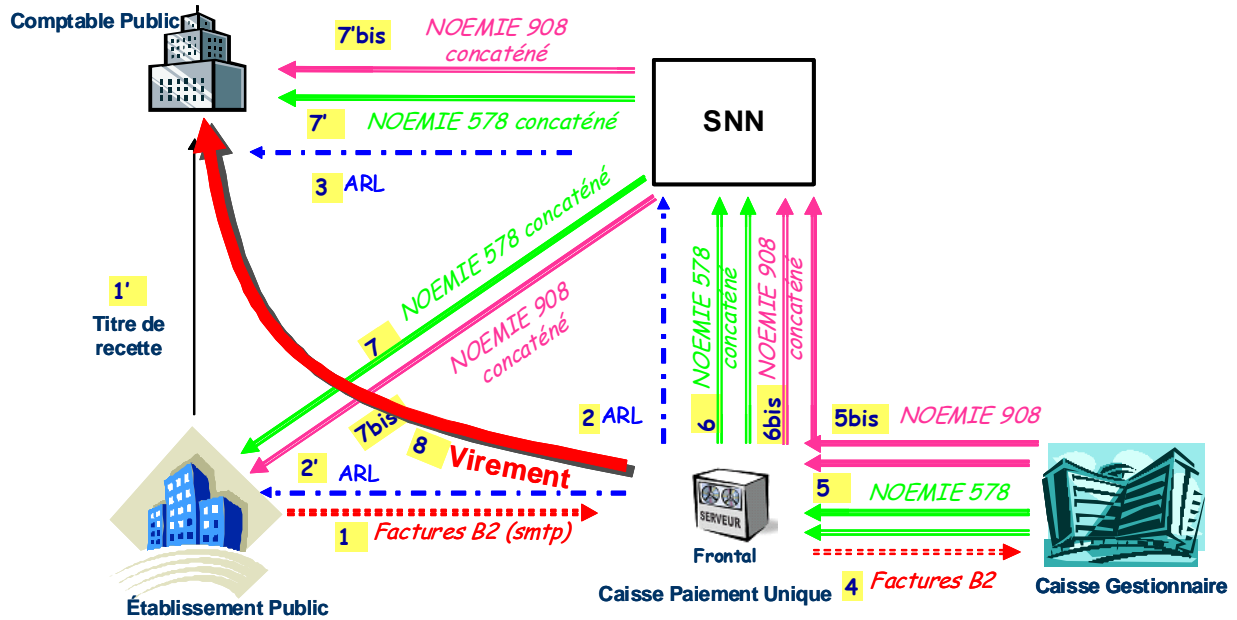 Comptable Public
7'bis
NOEMIE 908
concaténé
7'
NOEMIE 578 concaténé
3 ARL
SNN
1'
Titre de
recette
7
NOEMIE 578 concaténé
NOEMIE 908
concaténé
7bis
8
Virement
2 ARL
2' ARL
1 Factures B2 (smtp)
6
NOEMIE 578
concaténé
6bis
NOEMIE 908
concaténé
5bis NOEMIE 908
5 NOEMIE 578
SERVEUR
Frontal
4 Factures B2
Caisse Paiement Unique
Caisse Gestionnaire
Établissement Public